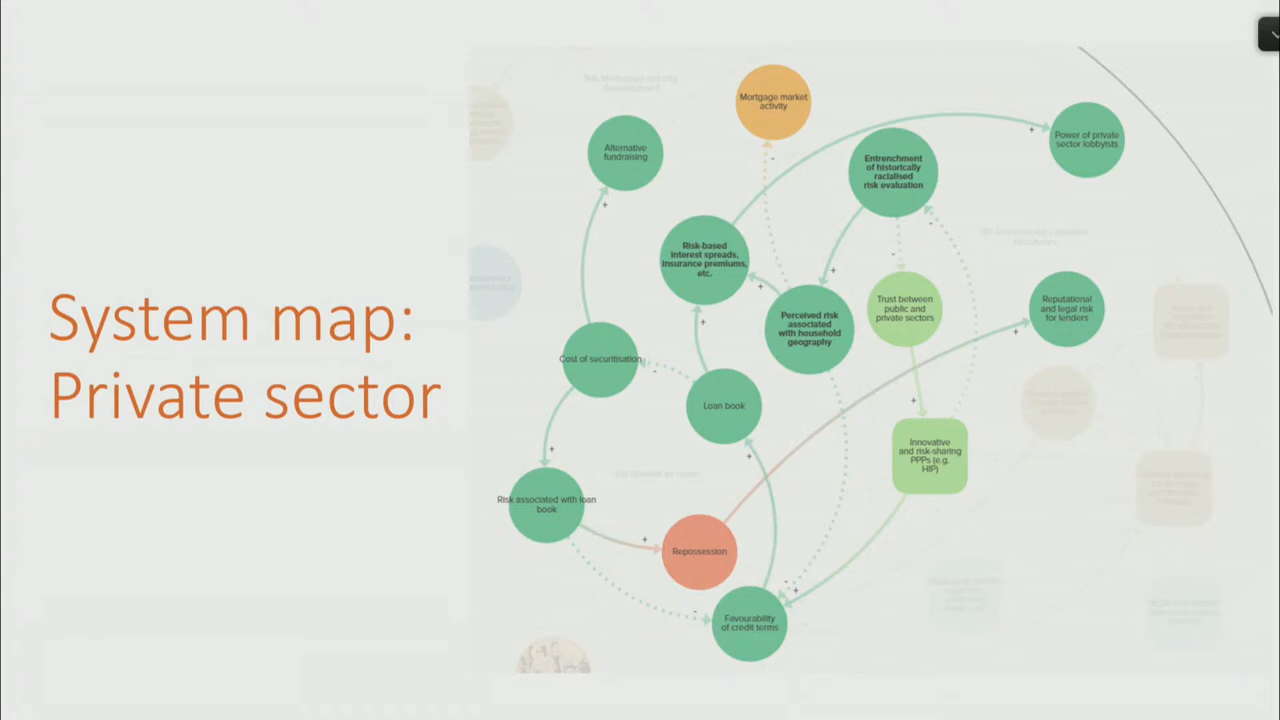 System map:
Private sector
Mortgage market
activity
Alternative
fundraising
Power of private
sector lobbyists
Entrenchment
of historically
racialised
risk evaluation
Risk-based
interest spreads,
insurance premiums,
etc.
Perceived risk
associated
with household
geography
Trust between
public and
private sectors
Reputational
and legal risk
for lenders
Cost of securitisation
Loan book
Innovative
and risk-sharing
PPPs (e.g.
HIP)
Risk associated with loan
book
Repossession
Favourability
of credit terms
+
-
+
+
-
+
-
+
+
-
+
+
+
+
+
-
-
+